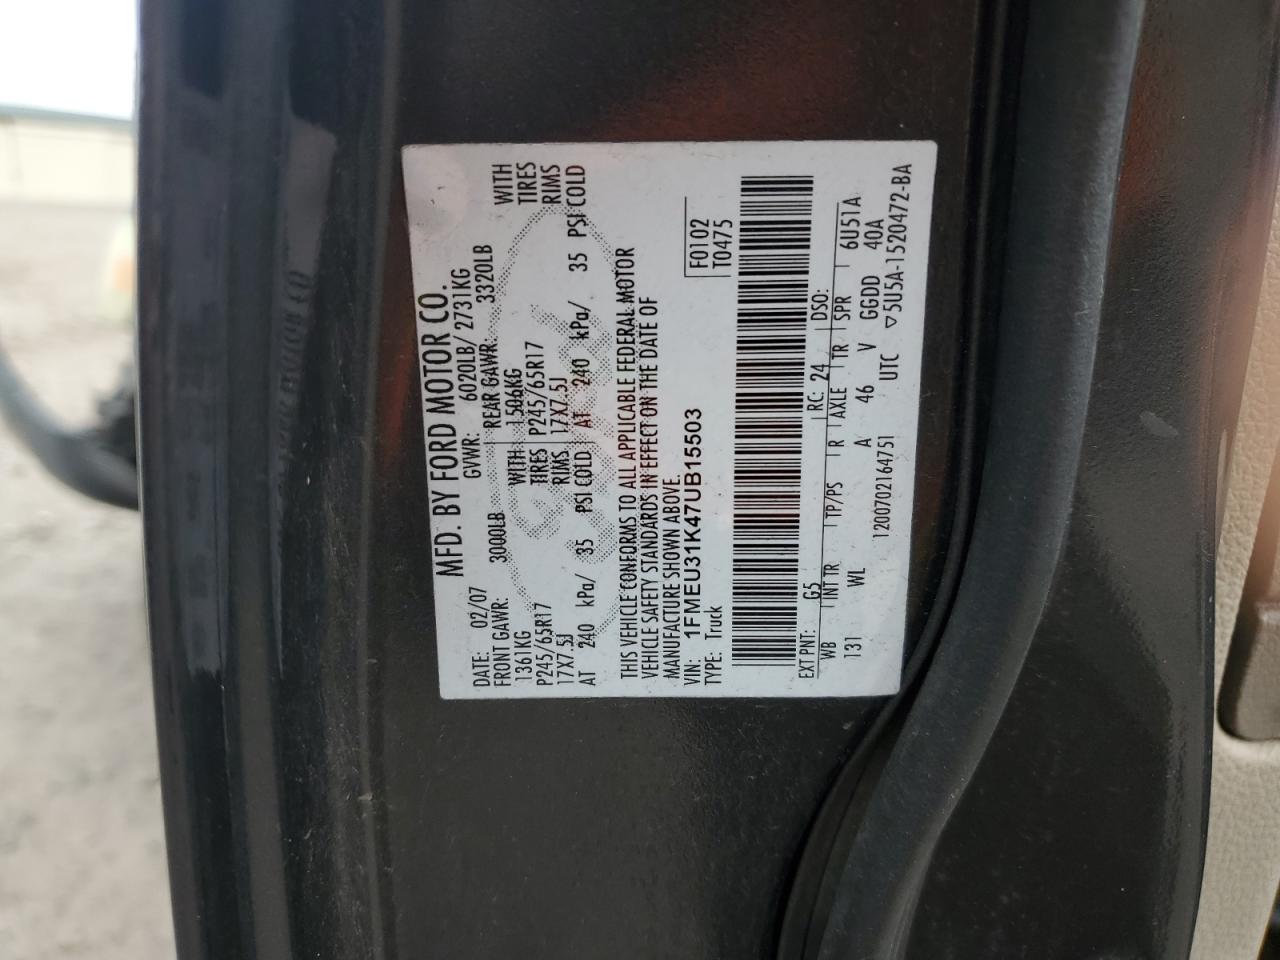 MFD. BY FORD MOTOR CO.
DATE: 02/07 GVWR: 6020LB/ 2731KG
FRONT GAWR: 3000LB REAR GAWR: 3320LB
1361KG WITH 1506KG WITH
P245/65R17 TIRES P245/65R17 TIRES
17X7.5J RIMS 17X7.5J RIMS
AT 240 kPa/ 35 PSI COLD AT 240 kPa/ 35 PSI COLD
THIS VEHICLE CONFORMS TO ALL APPLICABLE FEDERAL MOTOR
VEHICLE SAFETY STANDARDS IN EFFECT ON THE DATE OF
MANUFACTURE SHOWN ABOVE.
VIN: 1FMEU31K47UB15503 F0102
TYPE: Truck T0475
EXT PNT: G5 RC: 24 DSO:
WB INT TR TP/PS R AXLE TR SPR 6U51A
131 WL A 46 V GGDD 40A
120070216475I UTC ▽5U5A-1520472-BA